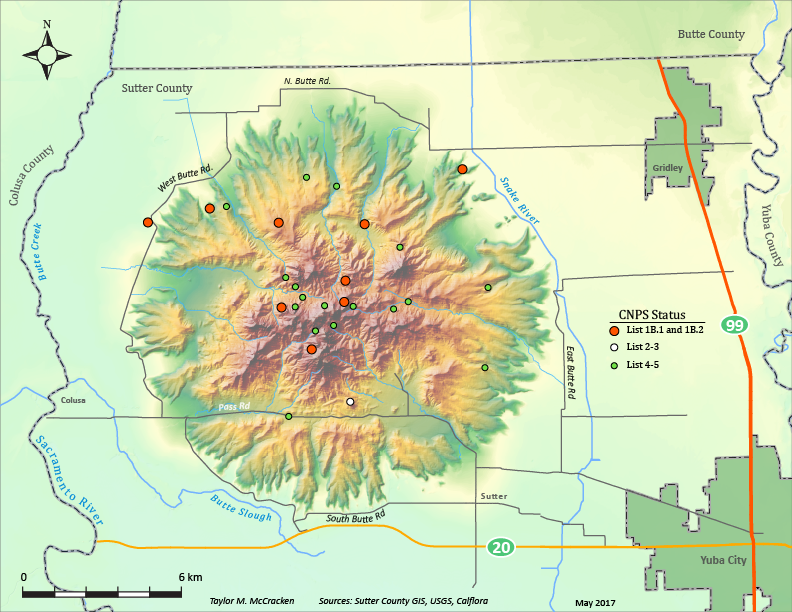 N
Butte County
Sutter County
N. Butte Rd.
Colusa County
West Butte Rd.
Gridley
Snake River
Yuba County
Butte Creek
CNPS Status
List 1B.1 and 1B.2
List 2-3
List 4-5
99
East Butte Rd
Colusa
Pass Rd
Sacramento River
Sutter
Butte Slough
South Butte Rd
20
Yuba City
0 6 km
Taylor M. McCracken
Sources: Sutter County GIS, USGS, Calflora
May 2017